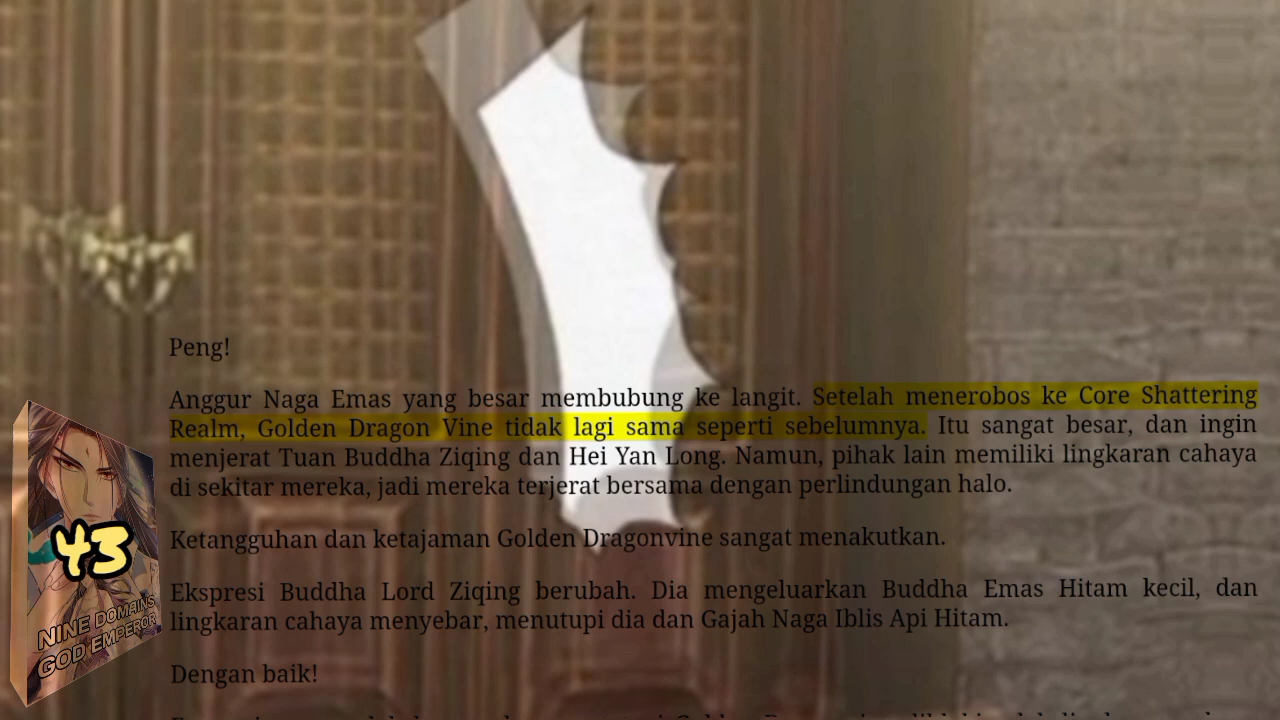 Peng!
Anggur Naga Emas yang besar membubung ke langit. Setelah menerobos ke Core Shattering
Realm, Golden Dragon Vine tidak lagi sama seperti sebelumnya. Itu sangat besar, dan ingin
menjerat Tuan Buddha Ziqing dan Hei Yan Long. Namun, pihak lain memiliki lingkaran cahaya
di sekitar mereka, jadi mereka terjerat bersama dengan perlindungan halo.
Ketangguhan dan ketajaman Golden Dragonvine sangat menakutkan.
Ekspresi Buddha Lord Ziqing berubah. Dia mengeluarkan Buddha Emas Hitam kecil, dan
lingkaran cahaya menyebar, menutupi dia dan Gajah Naga Iblis Api Hitam.
Dengan baik!
43
NINE DOMAINS
GOD EMPEROR